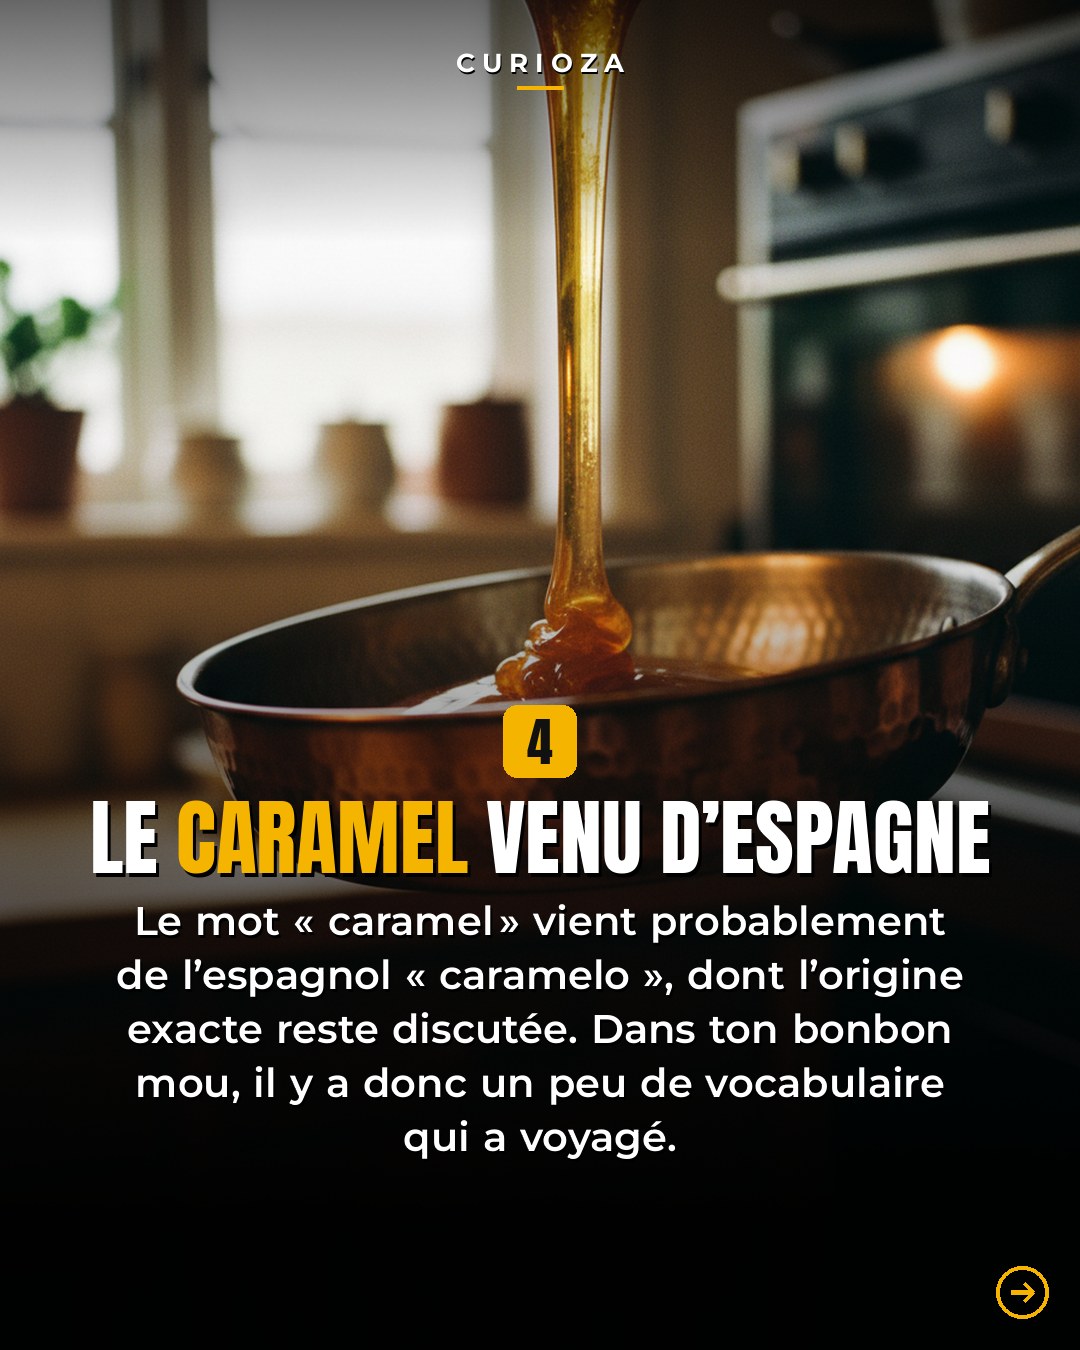 CURIOZA
4
LE CARAMEL VENU D’ESPAGNE
Le mot « caramel » vient probablement
de l’espagnol « caramelo », dont l’origine
exacte reste discutée. Dans ton bonbon
mou, il y a donc un peu de vocabulaire
qui a voyagé.